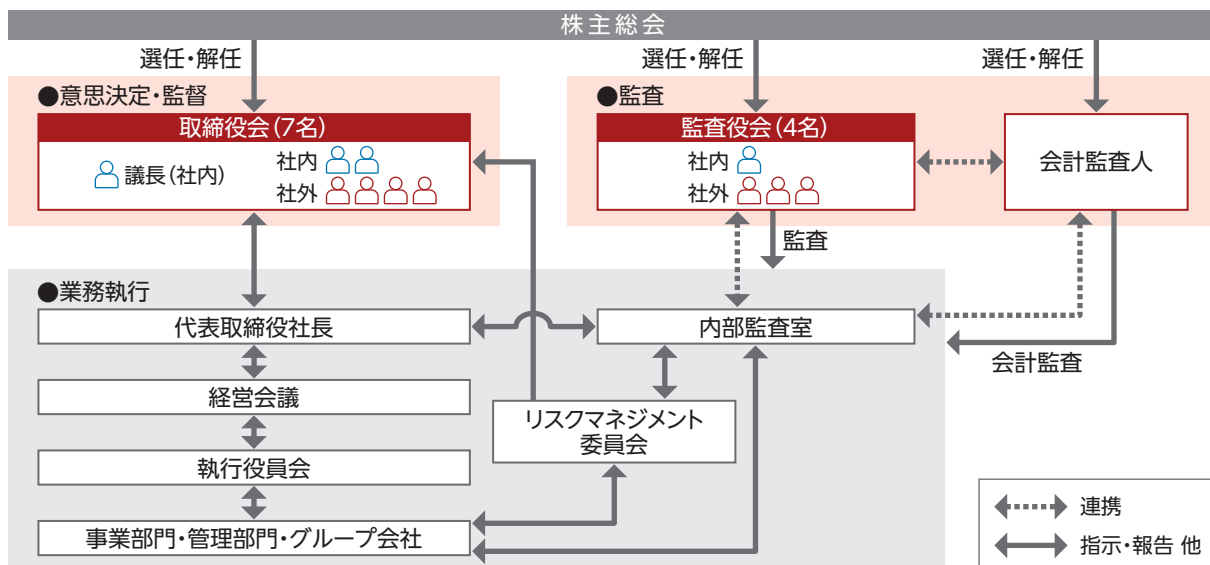 株主総会
選任・解任
選任・解任
選任・解任
●意思決定・監督
取締役会(7名)
議長(社内)
社内
社外
●監査
監査役会(4名)
社内
社外
会計監査人
監査
●業務執行
代表取締役社長
内部監査室
会計監査
経営会議
リスクマネジメント
委員会
執行役員会
事業部門・管理部門・グループ会社
連携
指示・報告 他